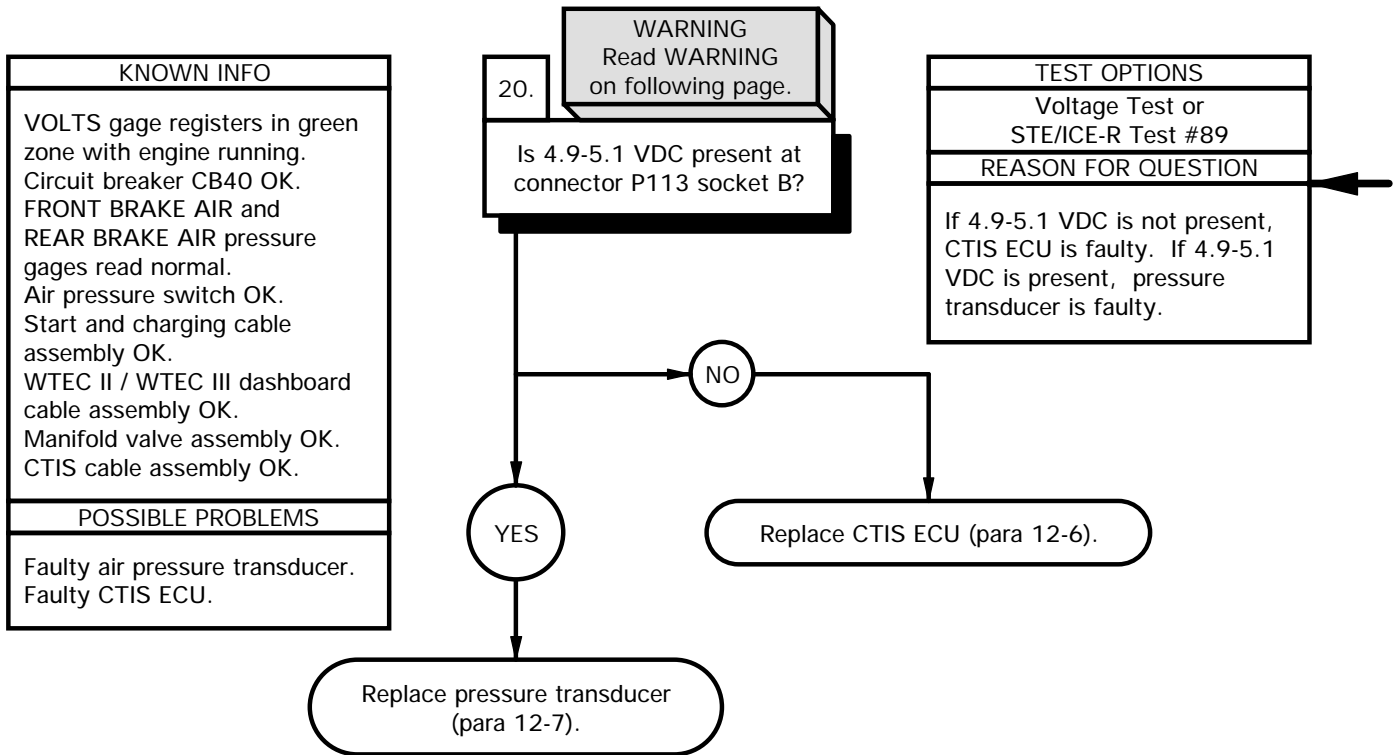 KNOWN INFO
VOLTS gage registers in green
zone with engine running.
Circuit breaker CB40 OK.
FRONT BRAKE AIR and
REAR BRAKE AIR pressure
gages read normal.
Air pressure switch OK.
Start and charging cable
assembly OK.
WTEC II / WTEC III dashboard
cable assembly OK.
Manifold valve assembly OK.
CTIS cable assembly OK.
POSSIBLE PROBLEMS
Faulty air pressure transducer.
Faulty CTIS ECU.
WARNING
Read WARNING
on following page.
20.
Is 4.9-5.1 VDC present at
connector P113 socket B?
TEST OPTIONS
Voltage Test or
STE/ICE-R Test #89
REASON FOR QUESTION
If 4.9-5.1 VDC is not present,
CTIS ECU is faulty. If 4.9-5.1
VDC is present, pressure
transducer is faulty.
NO
YES
Replace CTIS ECU (para 12-6).
Replace pressure transducer
(para 12-7).